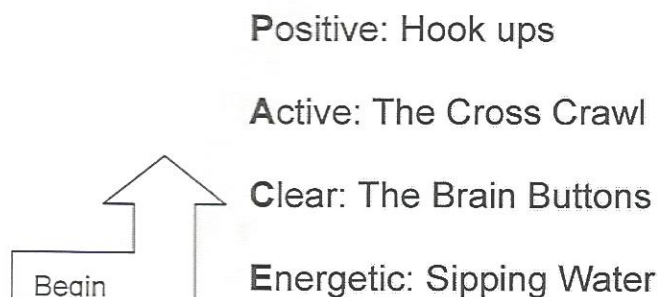 Positive: Hook ups
Active: The Cross Crawl
Clear: The Brain Buttons
Energetic: Sipping Water
Begin